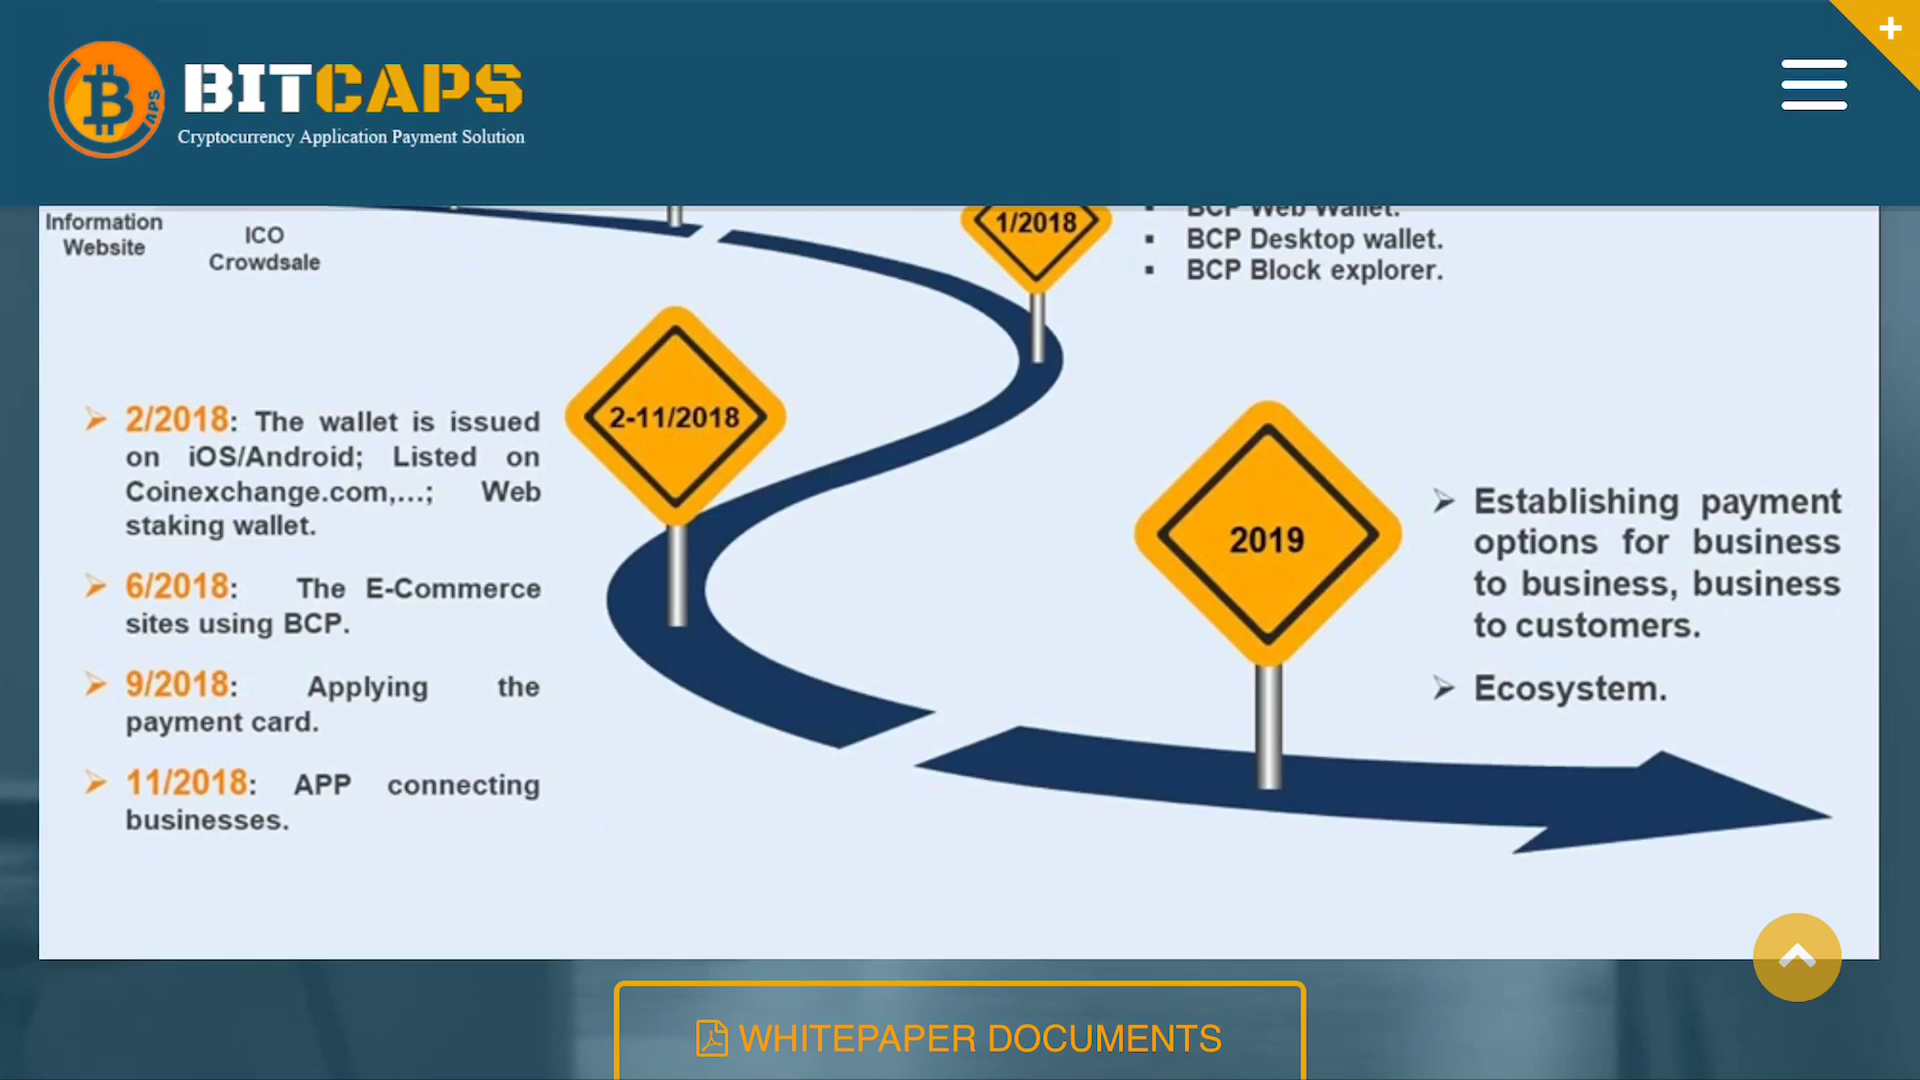 BITCAPS
Cryptocurrency Application Payment Solution
Information
Website
ICO
Crowdsale
1/2018
▪ BCP Web Wallet.
▪ BCP Desktop wallet.
▪ BCP Block explorer.
2-11/2018
➢ 2/2018: The wallet is issued
on iOS/Android; Listed on
Coinexchange.com,...; Web
staking wallet.
➢ 6/2018: The E-Commerce
sites using BCP.
➢ 9/2018: Applying the
payment card.
➢ 11/2018: APP connecting
businesses.
2019
➢ Establishing payment
options for business
to business, business
to customers.
➢ Ecosystem.
WHITEPAPER DOCUMENTS